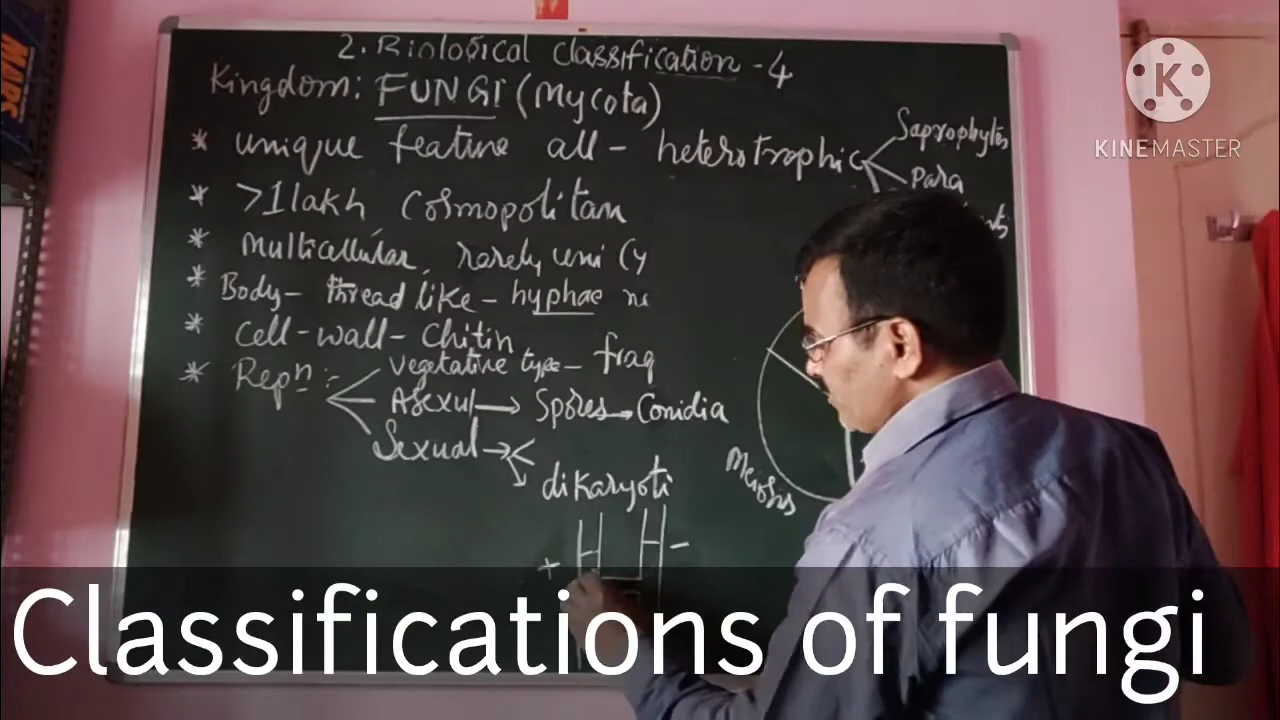 2. Biological classification - 4
Kingdom: FUNGI (Mycota)
* unique feature all - heterotrophic
Saprophytes
Para
* >1lakh Cosmopolitan
* Multicellular, rarely uni (y
* Body - thread like - hyphae
* cell-wall-Chitin
* Repn :-
Vegetative type - frag
Asexul → Spores → Conidia
Sexual →
dikaryoti
Meiosis
+ -
K
KINEMASTER
MAPS
Classifications of fungi